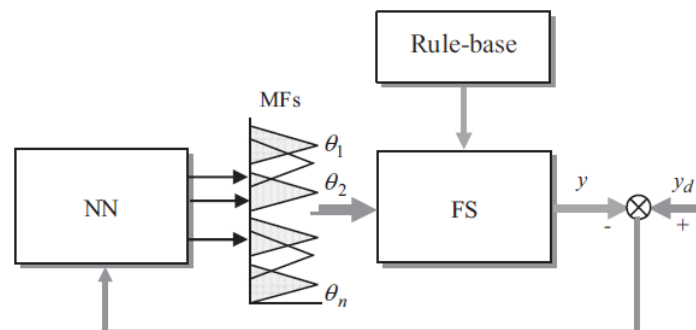 Rule-base
MFs
θ1
θ2
NN
FS
y
yd
-
+
θn